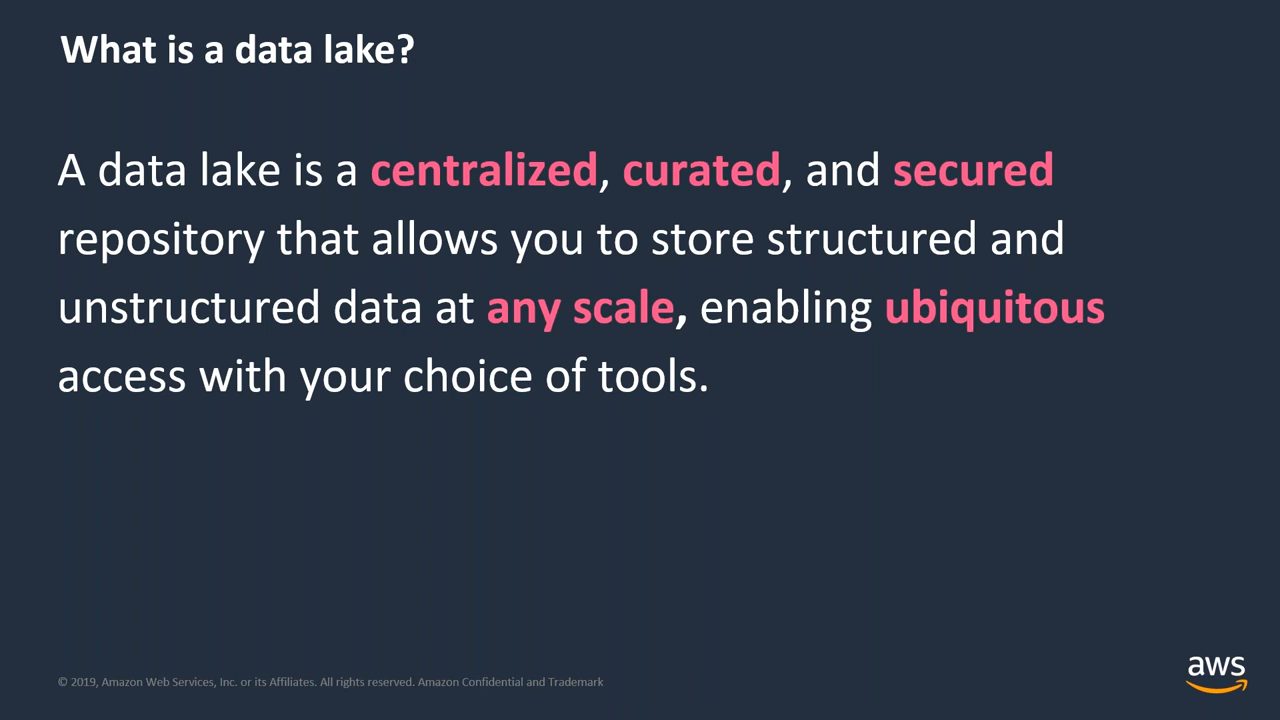 What is a data lake?
A data lake is a centralized, curated, and secured
repository that allows you to store structured and
unstructured data at any scale, enabling ubiquitous
access with your choice of tools.
© 2019, Amazon Web Services, Inc. or its Affiliates. All rights reserved. Amazon Confidential and Trademark
aws